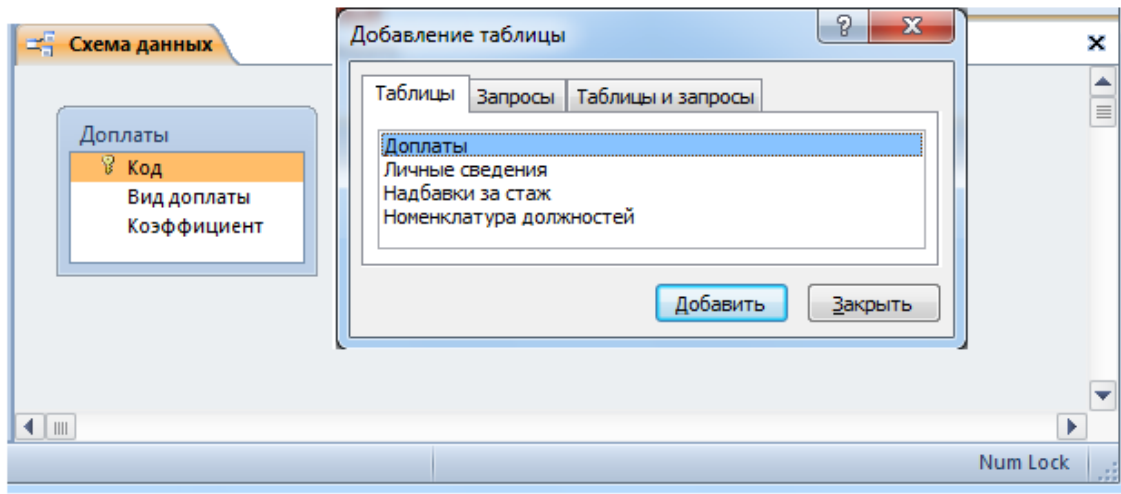 Схема данных
Доплаты
Код
Вид доплаты
Коэффициент
Добавление таблицы
Таблицы Запросы Таблицы и запросы
Доплаты
Личные сведения
Надбавки за стаж
Номенклатура должностей
Добавить Закрыть
Num Lock